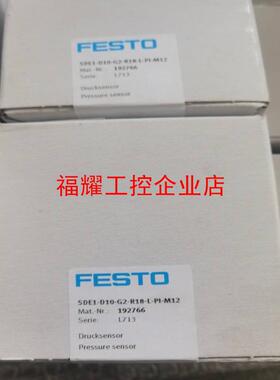 FESTO
SDE1-D10-G2-R18-L-PI-M12
Mat.-Nr.: 192766
Serie: L713
Drucksensor
Pressure sensor
福耀工控企业店
FESTO
SDE1-D10-G2-R18-L-PI-M12
Mat.-Nr.: 192766
Serie: L713
Drucksensor
Pressure sensor